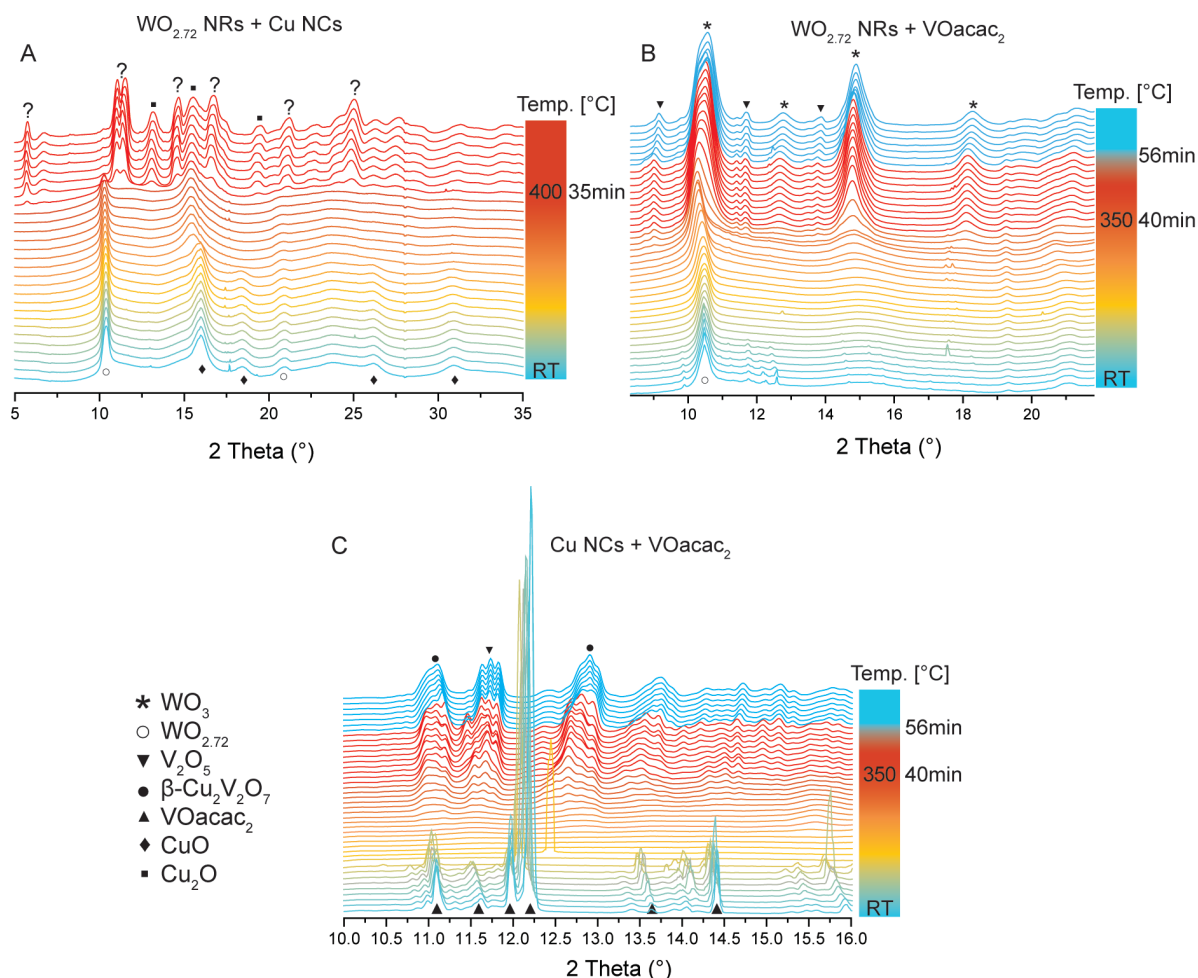 WO2.72 NRs + Cu NCs
A
? ? ? ? ? ?
?
Temp. [°C]
400 35min
RT
5 10 15 20 25 30 35
2 Theta (°)
WO2.72 NRs + VOacac2
B
* * * *
Temp. [°C]
56min
350 40min
RT
10 12 14 16 18 20
2 Theta (°)
C
Cu NCs + VOacac2
Temp. [°C]
56min
350 40min
RT
10.0 10.5 11.0 11.5 12.0 12.5 13.0 13.5 14.0 14.5 15.0 15.5 16.0
2 Theta (°)
* WO3
○ WO2.72
▼ V2O5
● β-Cu2V2O7
▲ VOacac2
♦ CuO
■ Cu2O